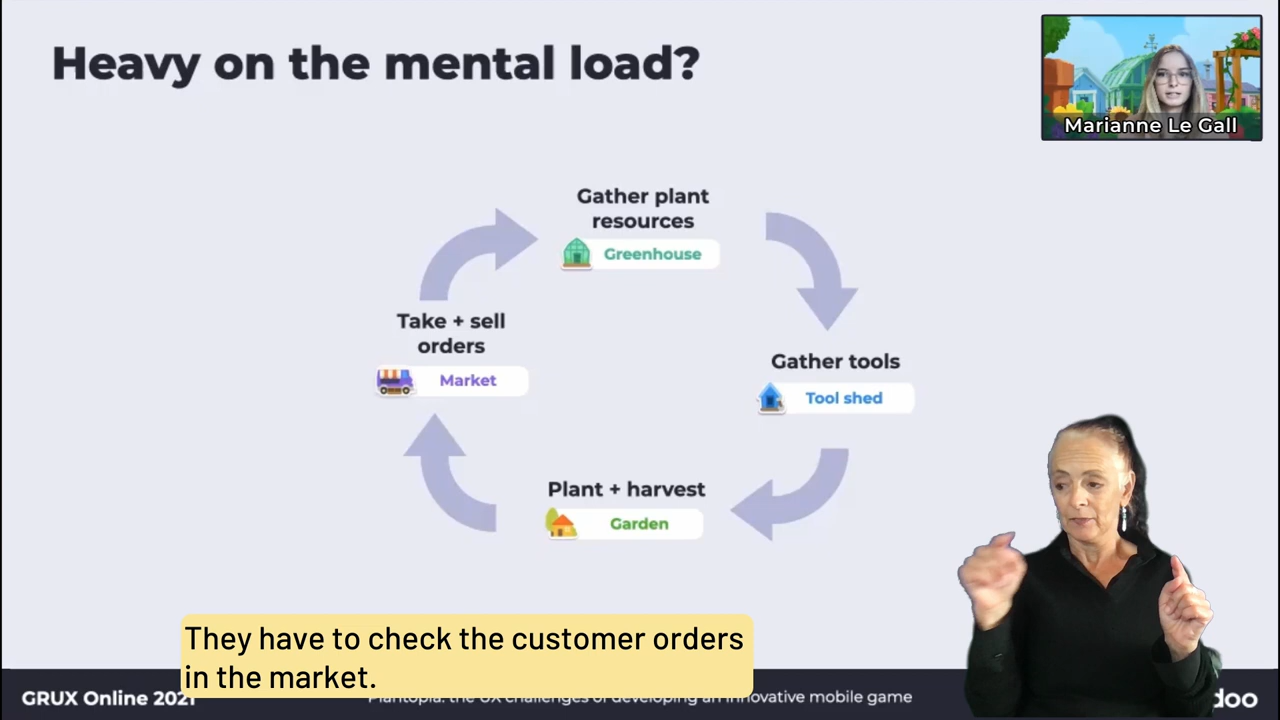 Heavy on the mental load?
Marianne Le Gall
Gather plant
resources
Greenhouse
Take + sell
orders
Market
Gather tools
Tool shed
Plant + harvest
Garden
They have to check the customer orders
in the market.
GRUX Online 2021
Plantopia: the UX challenges of developing an innovative mobile game
doo